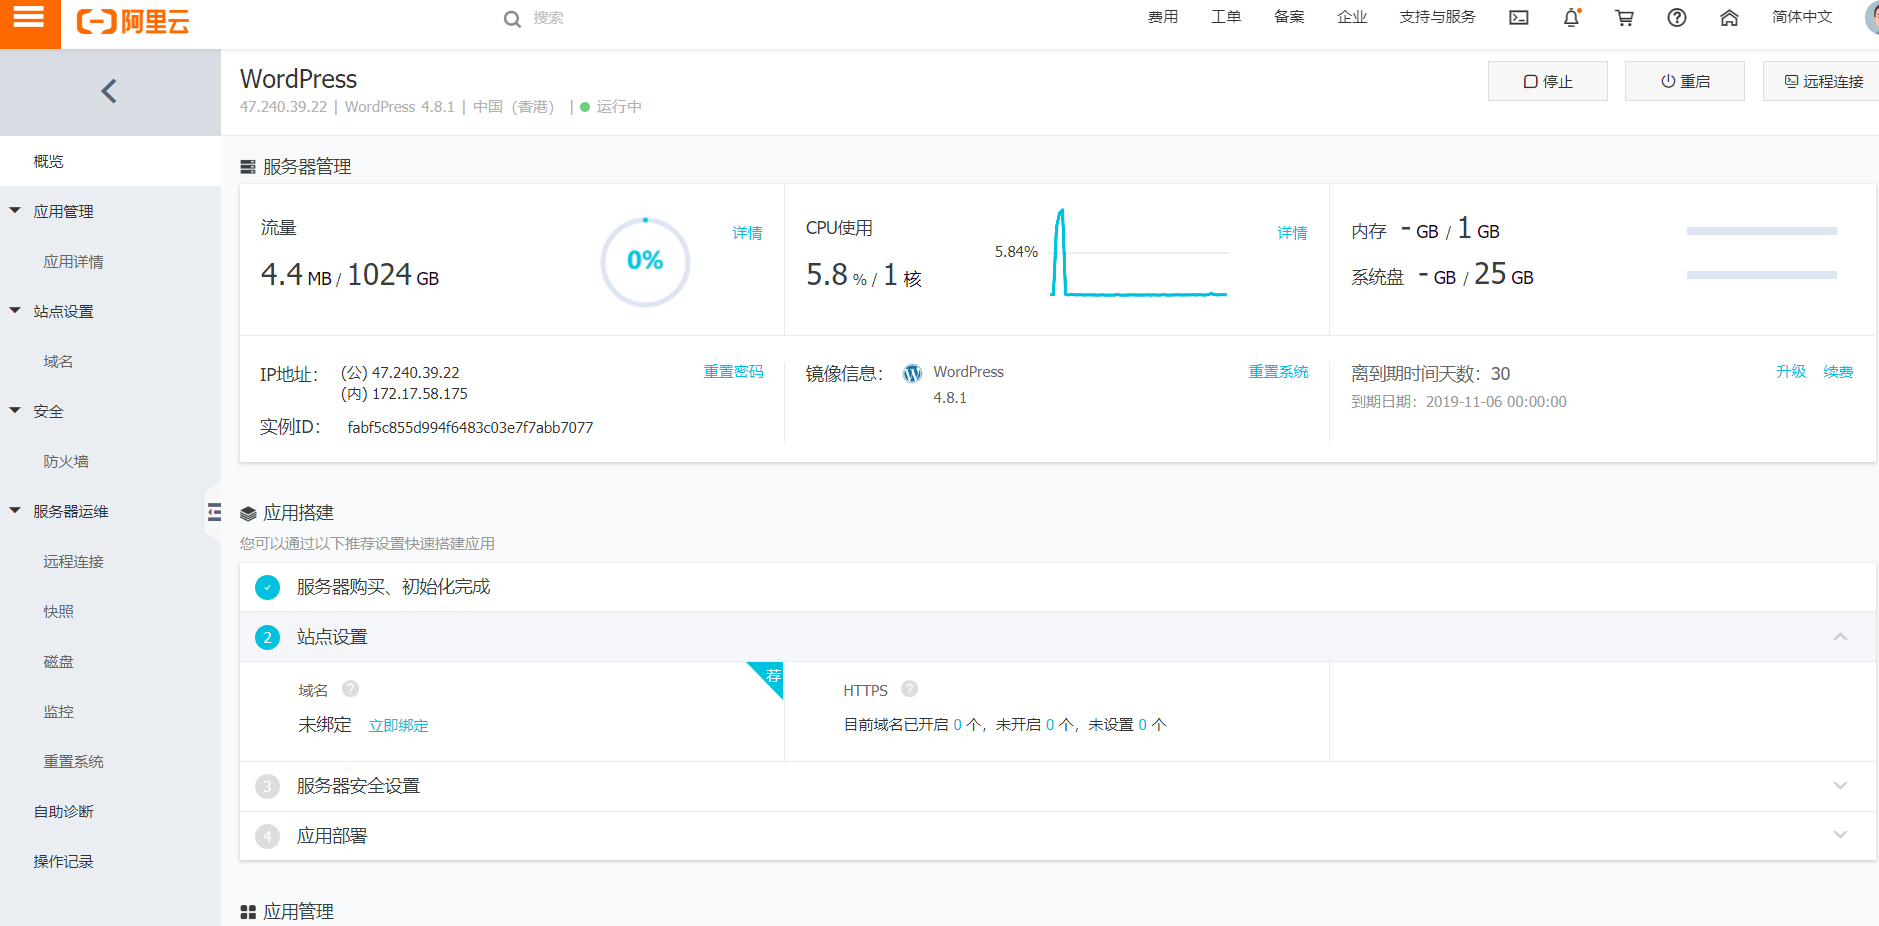 阿里云
搜索
费用
工单
备案
企业
支持与服务
简体中文
WordPress
47.240.39.22 | WordPress 4.8.1 | 中国（香港） | 运行中
停止
重启
远程连接
概览
应用管理
应用详情
站点设置
域名
安全
防火墙
服务器运维
远程连接
快照
磁盘
监控
重置系统
自助诊断
操作记录
服务器管理
流量
4.4 MB / 1024 GB
0%
详情
CPU使用
5.8 % / 1 核
5.84%
详情
内存 - GB / 1 GB
系统盘 - GB / 25 GB
IP地址： (公) 47.240.39.22
(内) 172.17.58.175
重置密码
实例ID： fabf5c855d994f6483c03e7f7abb7077
镜像信息： WordPress
4.8.1
重置系统
离到期时间天数：30
到期日期：2019-11-06 00:00:00
升级 续费
应用搭建
您可以通过以下推荐设置快速搭建应用
服务器购买、初始化完成
2 站点设置
荐
域名 ?
未绑定 立即绑定
HTTPS ?
目前域名已开启 0 个，未开启 0 个，未设置 0 个
3 服务器安全设置
4 应用部署
应用管理